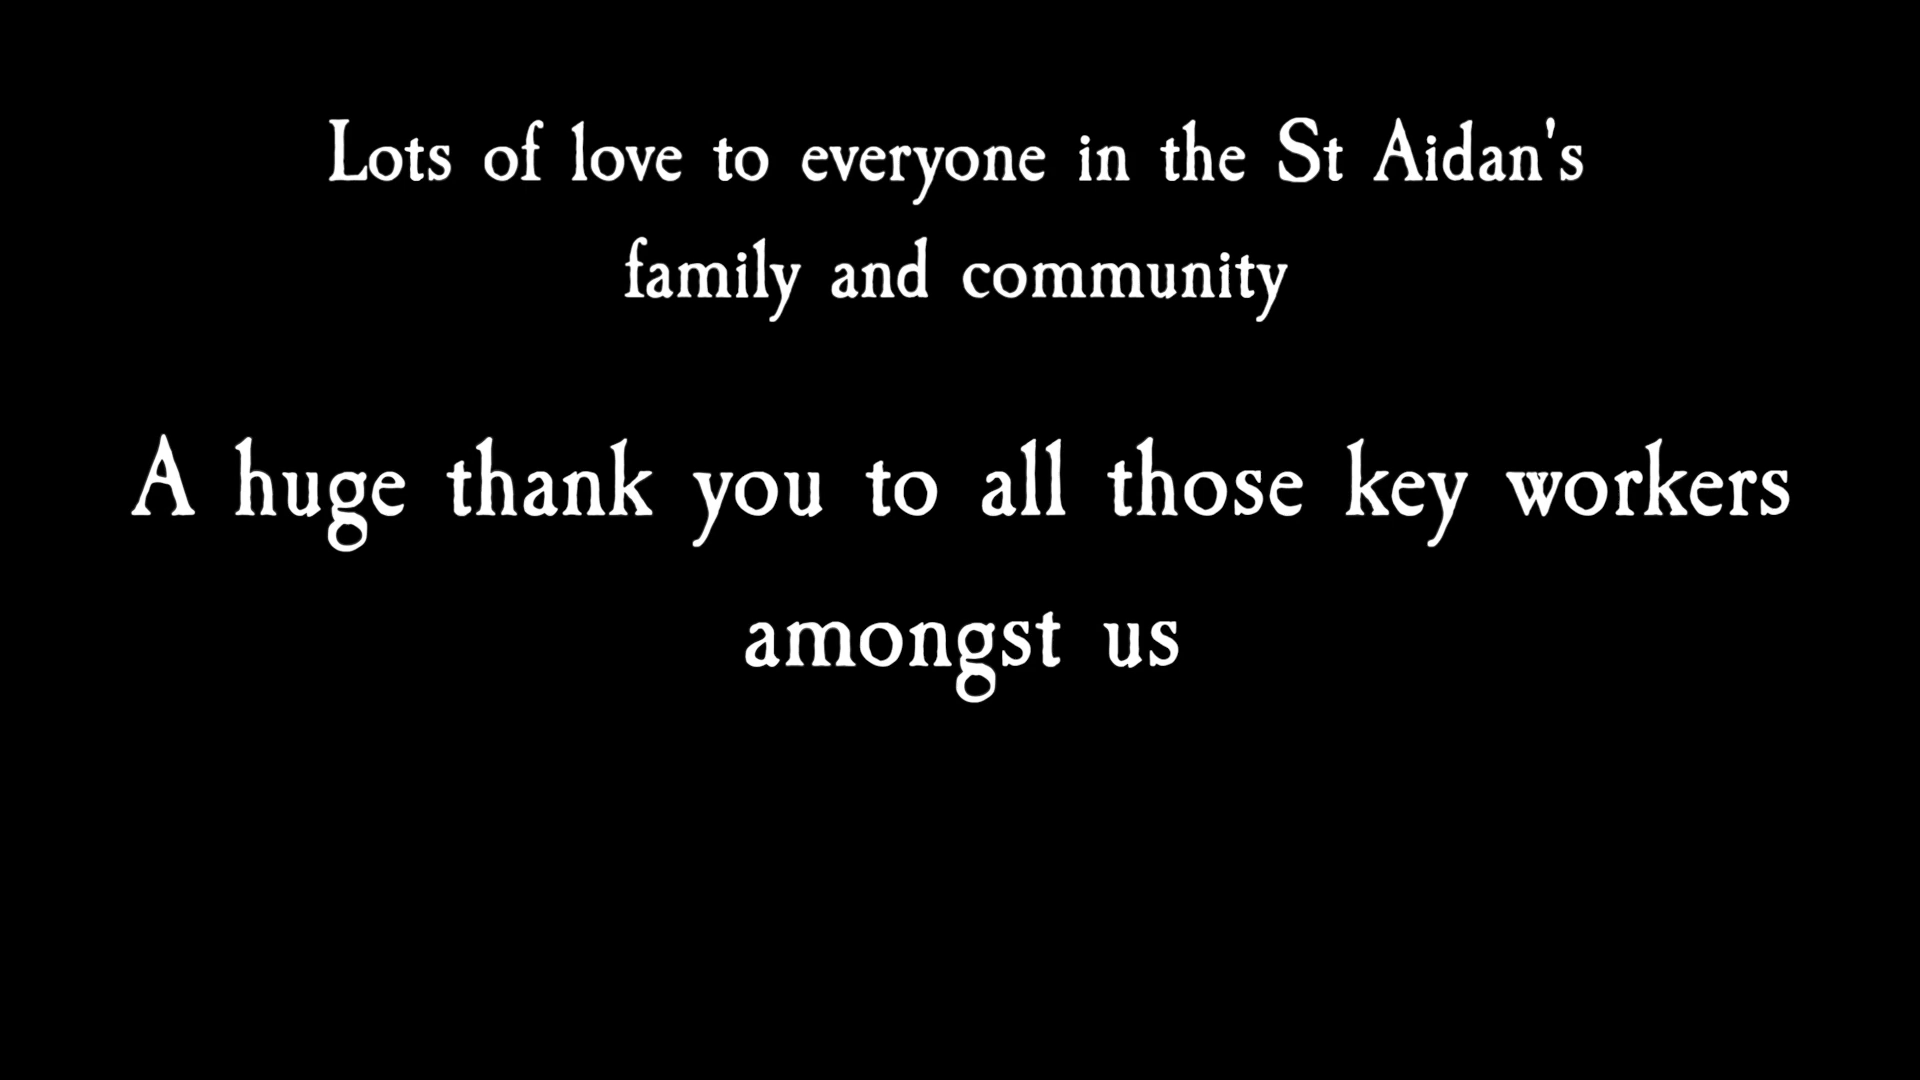 Lots of love to everyone in the St Aidan's
family and community
A huge thank you to all those key workers
amongst us